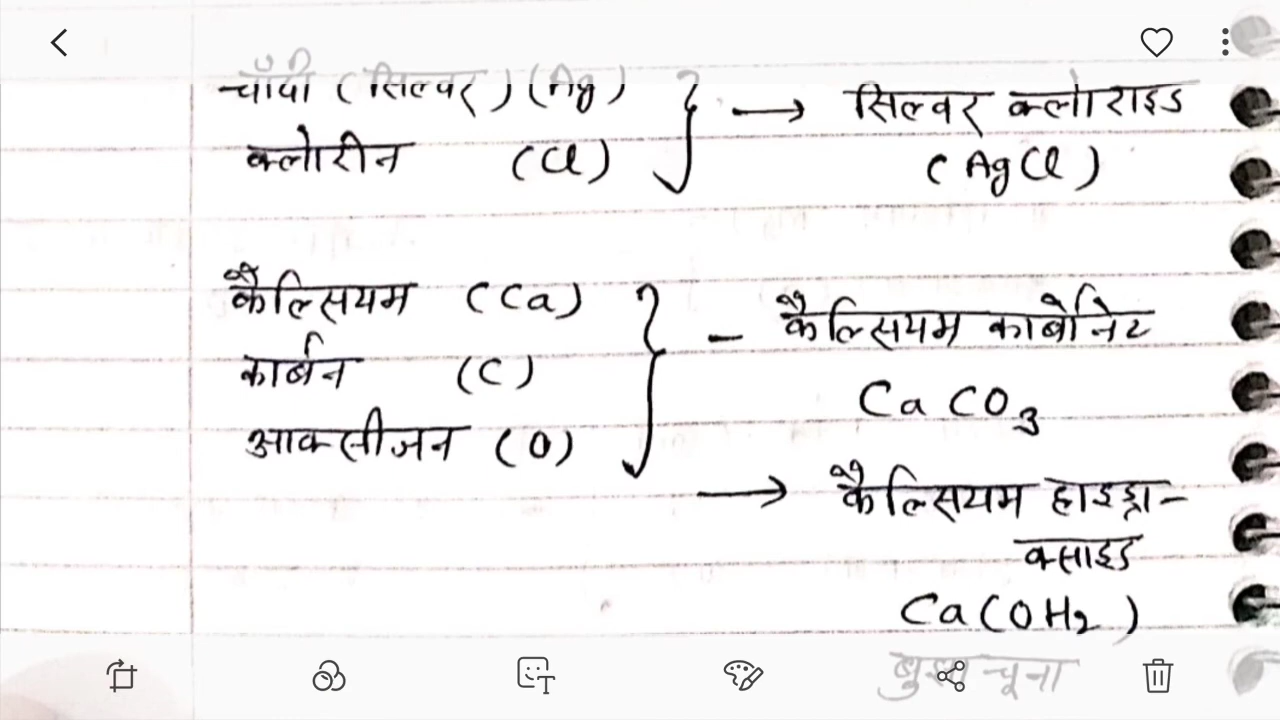 चाँदी (सिल्वर) (Ag) } → सिल्वर क्लोराइड
क्लोरीन (Cl) (AgCl)
कैल्सियम (Ca) } – कैल्सियम कार्बोनेट
कार्बन (C)
CaCO3
आक्सीजन (O)
→ कैल्सियम हाइड्रा-
क्साइड
Ca(OH2)
बुझा चूना